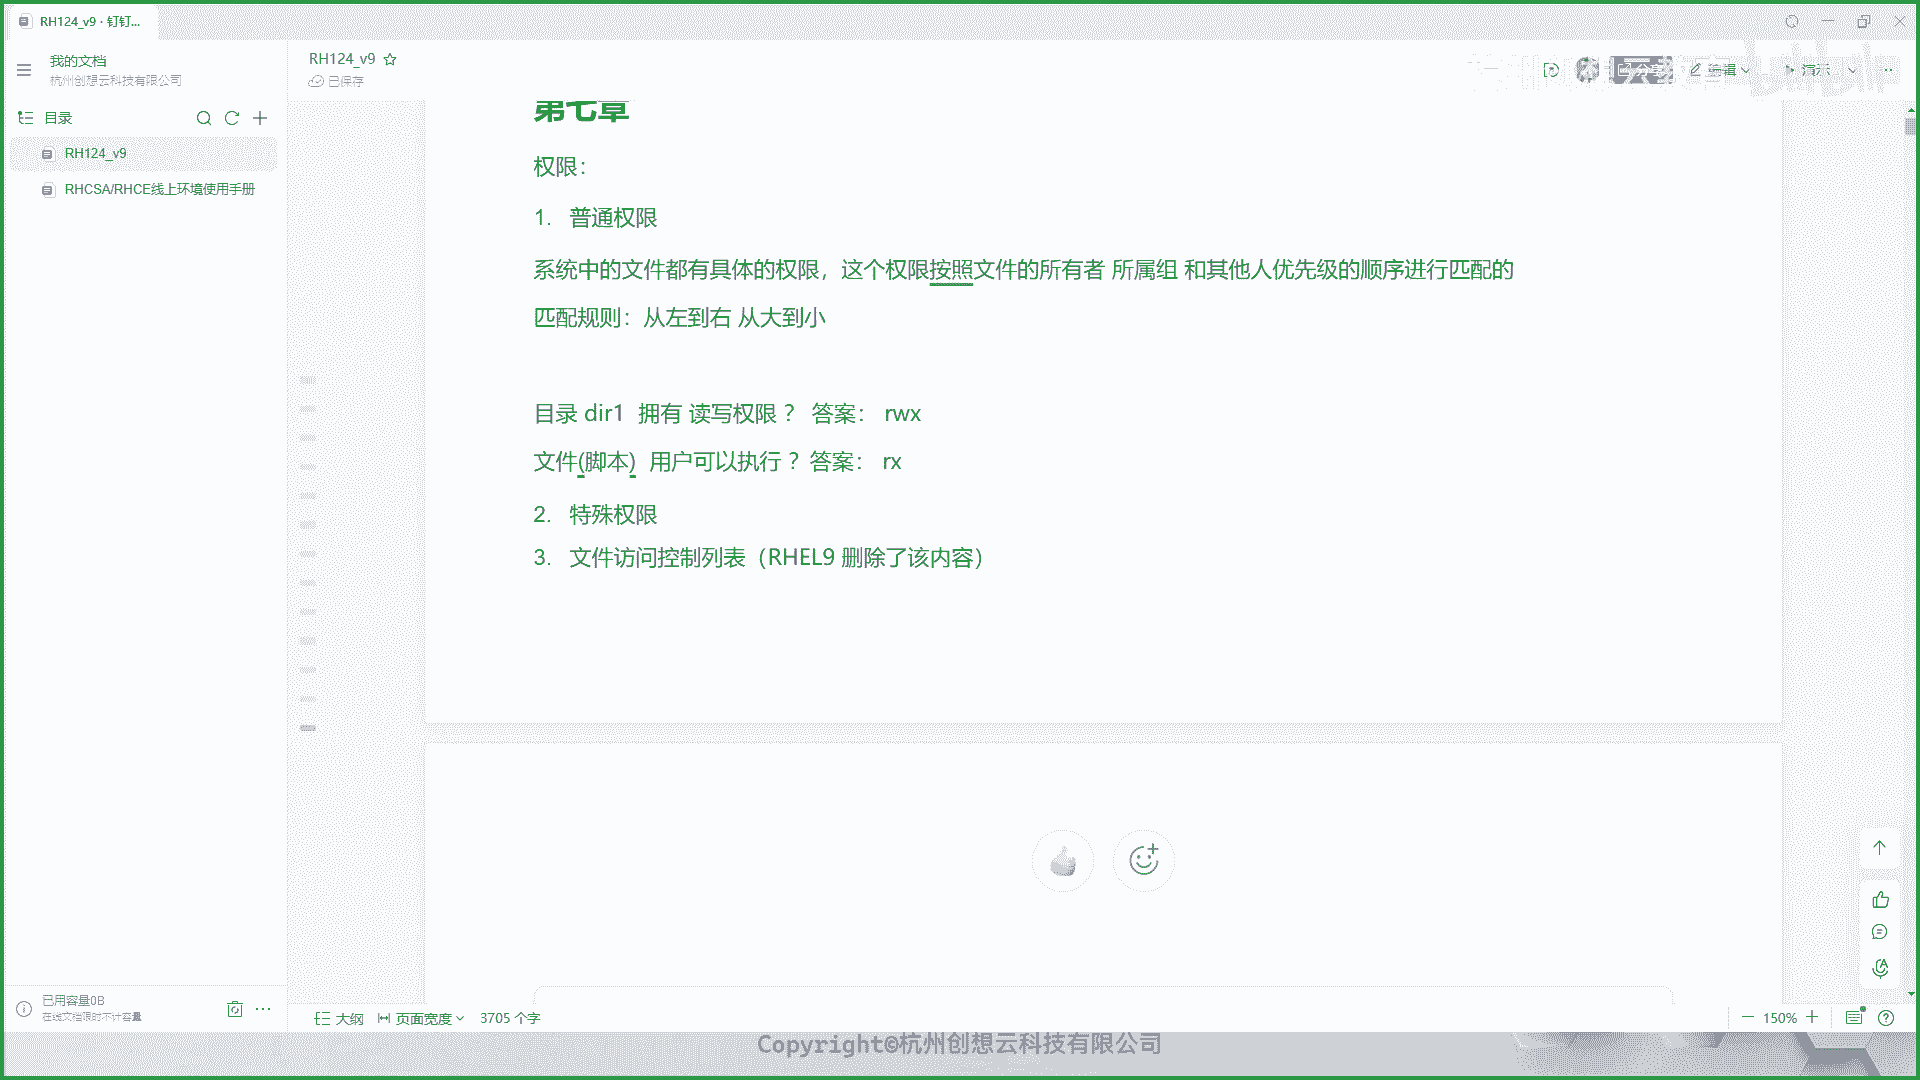 RH124_v9 · 钉钉...
我的文档
杭州创想云科技有限公司
目录
RH124_v9
RHCSA/RHCE线上环境使用手册
RH124_v9
已保存
分享
编辑
演示
第七章
权限：
1. 普通权限
系统中的文件都有具体的权限，这个权限按照文件的所有者 所属组 和其他人优先级的顺序进行匹配的
匹配规则：从左到右 从大到小
目录 dir1 拥有 读写权限 ？ 答案： rwx
文件(脚本) 用户可以执行 ？答案： rx
2. 特殊权限
3. 文件访问控制列表（RHEL9 删除了该内容）
已用容量0B
在线文档限时不计容量
大纲
页面宽度
3705 个字
150%
Copyright©杭州创想云科技有限公司